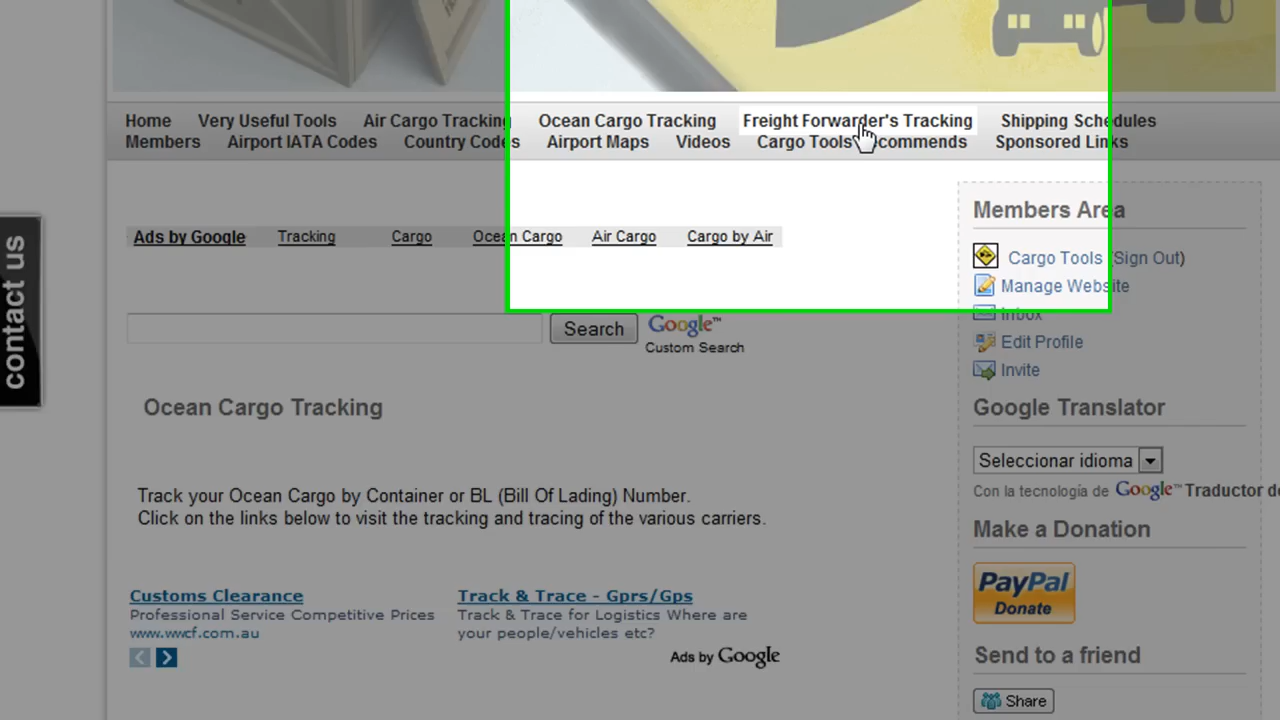 Home Very Useful Tools Air Cargo Tracking Ocean Cargo Tracking Freight Forwarder's Tracking Shipping Schedules
Members Airport IATA Codes Country Codes Airport Maps Videos Cargo Tools Sponsored Links
contact us
Ads by Google Tracking Cargo Ocean Cargo Air Cargo Cargo by Air
Search Google™
Custom Search
Ocean Cargo Tracking
Track your Ocean Cargo by Container or BL (Bill Of Lading) Number.
Click on the links below to visit the tracking and tracing of the various carriers.
Customs Clearance
Professional Service Competitive Prices
www.wwcf.com.au
Track & Trace - Gprs/Gps
Track & Trace for Logistics Where are
your people/vehicles etc?
Ads by Google
Members Area
Cargo Tools (Sign Out)
Manage Website
Inbox
Edit Profile
Invite
Google Translator
Seleccionar idioma
Con la tecnología de Google™ Traductor
Make a Donation
PayPal
Donate
Send to a friend
Share